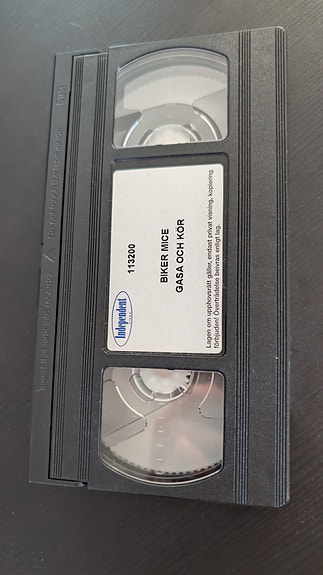 Independent
113200
BIKER MICE
GASA OCH KÖR
Lagen om upphovsrätt gäller, endast privat visning, kopiering
förbjuden! Överträdelse beivras enligt lag.